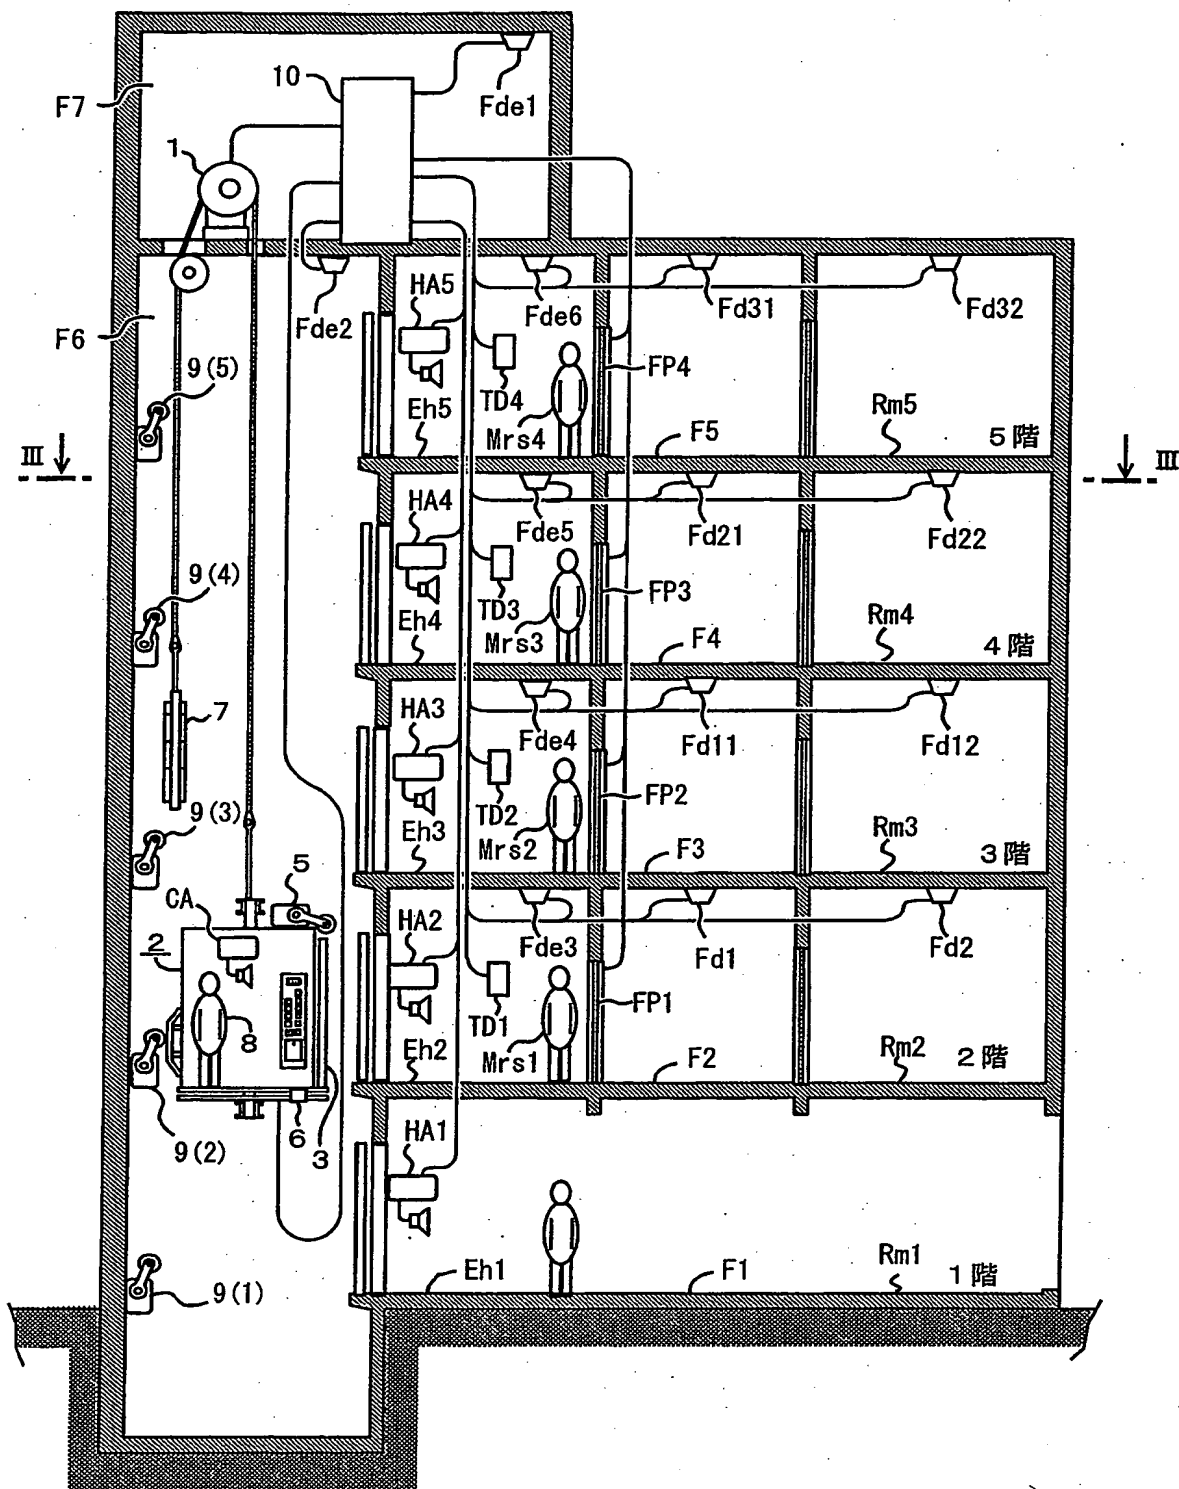 10
Fde1
F7
1
HA5
Fde2
Fde6
Fd31
Fd32
F6
9(5)
TD4
FP4
Eh5
Mrs4
F5
Rm5
5階
III
III
HA4
Fde5
Fd21
Fd22
9(4)
TD3
FP3
Eh4
Mrs3
F4
Rm4
4階
7
HA3
Fde4
Fd11
Fd12
9(3)
TD2
FP2
Eh3
Mrs2
F3
Rm3
3階
5
CA
2
HA2
Fde3
Fd1
Fd2
8
TD1
FP1
Eh2
Mrs1
F2
Rm2
2階
9(2)
6
3
HA1
9(1)
Eh1
F1
Rm1
1階